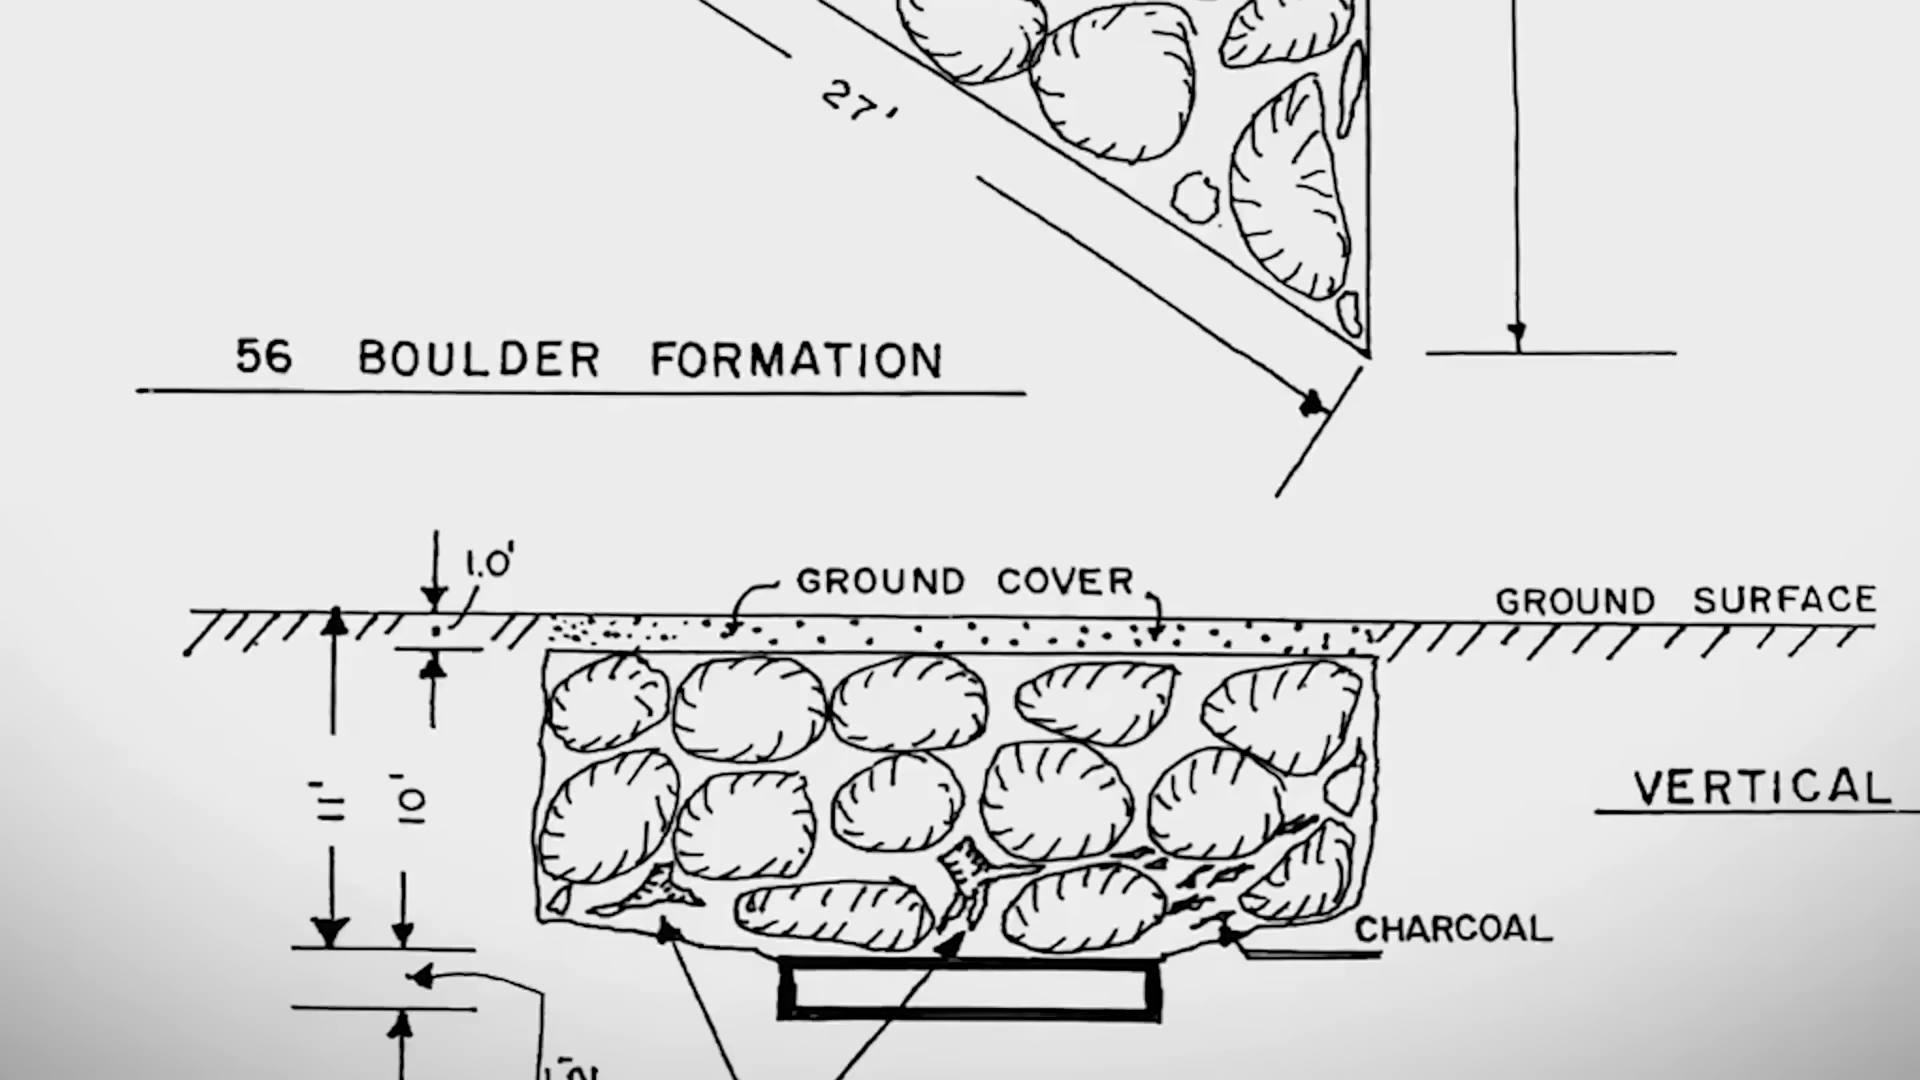 27'
56 BOULDER FORMATION
1.0'
GROUND COVER
GROUND SURFACE
11'
10'
VERTICAL
CHARCOAL